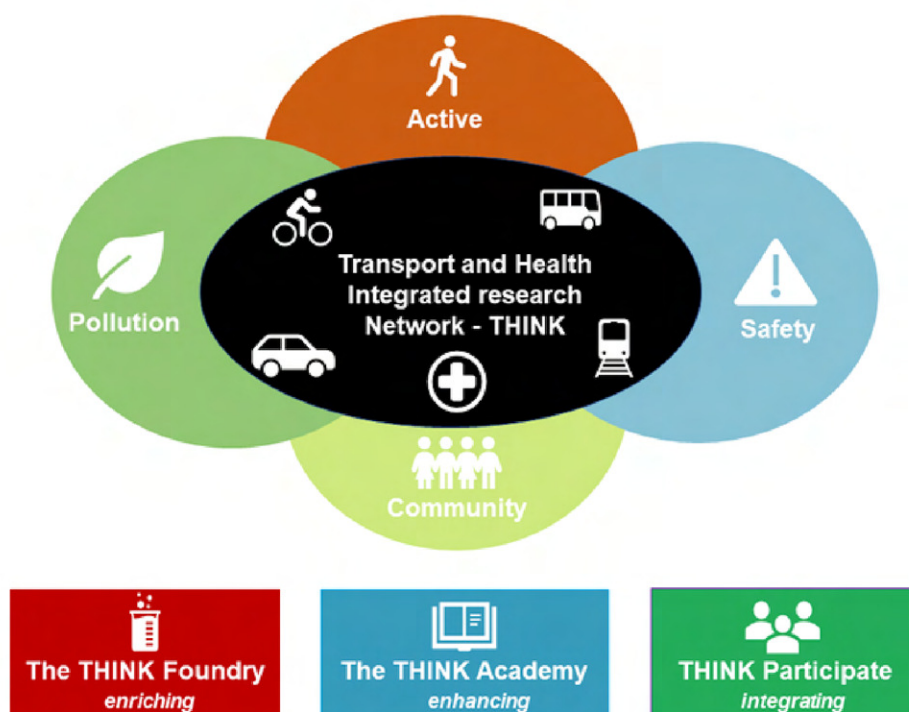 Active
Pollution
Transport and Health
Integrated research
Network - THINK
Safety
Community
The THINK Foundry
enriching
The THINK Academy
enhancing
THINK Participate
integrating